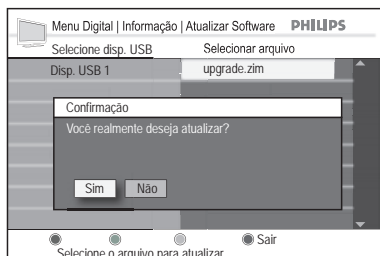 Menu Digital | Informação | Atualizar Software PHILIPS
Selecione disp. USB Selecionar arquivo
Disp. USB 1 upgrade.zim
Confirmação
Você realmente deseja atualizar?
Sim Não
Sair
Selecione o arquivo para atualizar